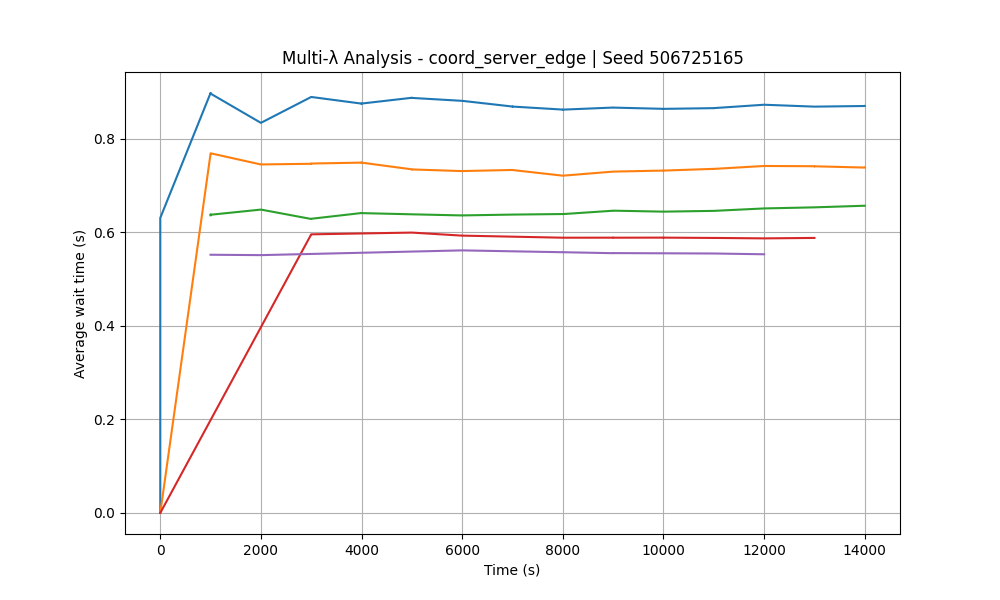 Multi-λ Analysis - coord_server_edge | Seed 506725165
Average wait time (s)
0.8
0.6
0.4
0.2
0.0
0 2000 4000 6000 8000 10000 12000 14000
Time (s)